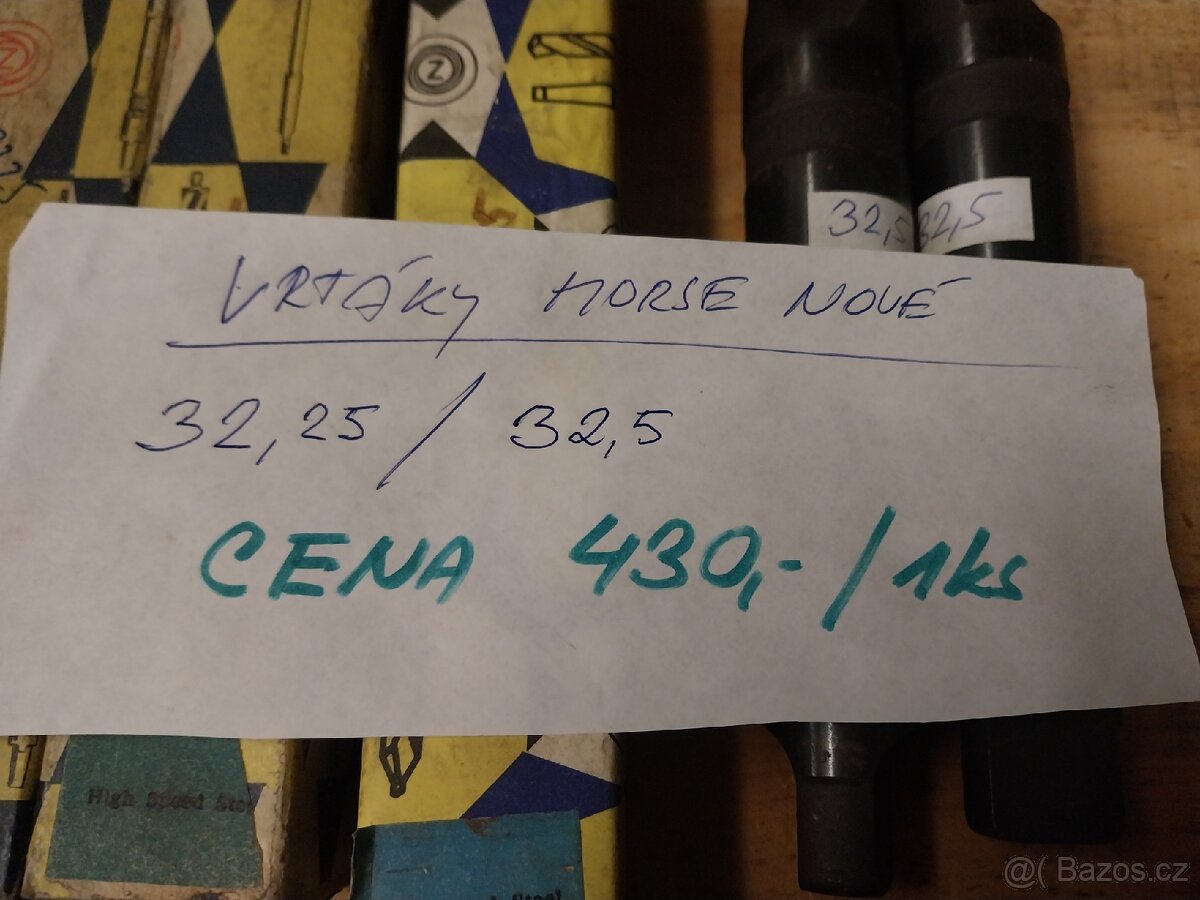 Z
32,5
32,5
VRTÁKY MORSE NOVÉ
32,25 / 32,5
CENA 430,- / 1ks
High Speed Stee
Steel
@( Bazos.cz